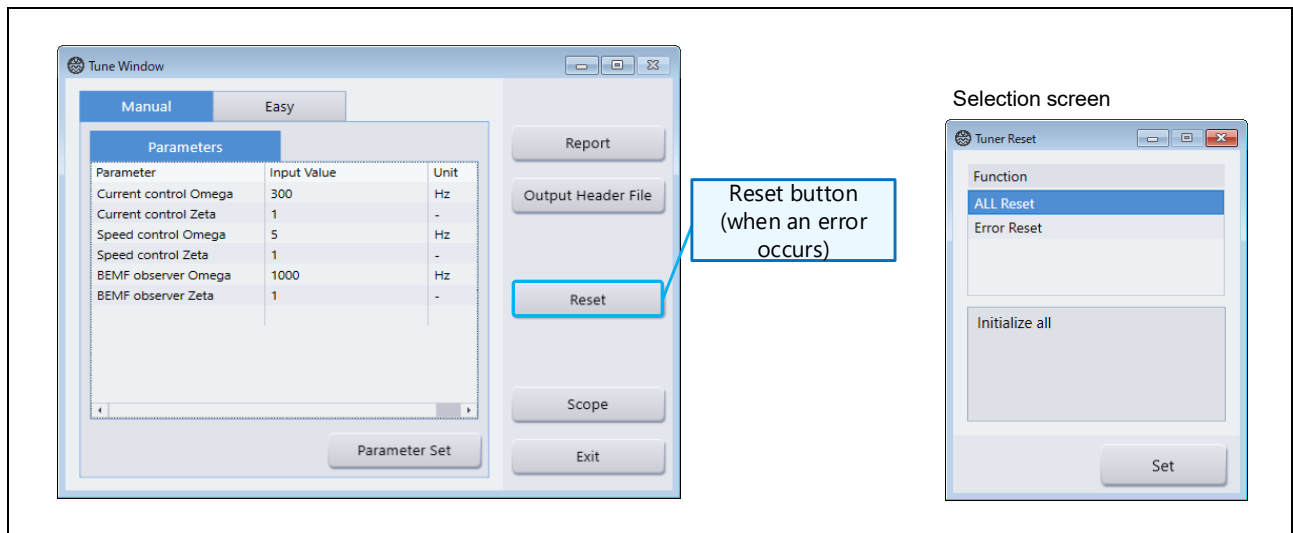 Tune Window
Manual Easy
Parameters
Parameter Input Value Unit
Current control Omega 300 Hz
Current control Zeta 1 -
Speed control Omega 5 Hz
Speed control Zeta 1 -
BEMF observer Omega 1000 Hz
BEMF observer Zeta 1 -
Parameter Set
Report
Output Header File
Reset
Scope
Exit
Reset button
(when an error
occurs)
Selection screen
Tuner Reset
Function
ALL Reset
Error Reset
Initialize all
Set